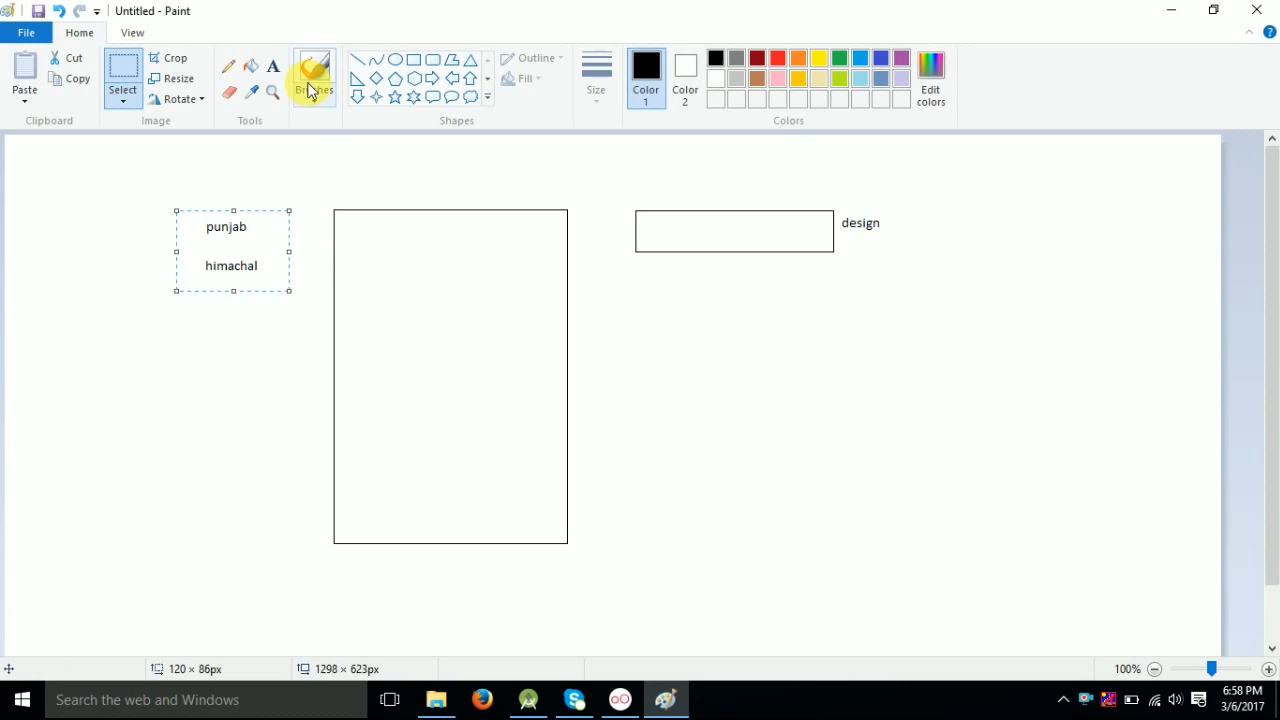 Untitled - Paint
File Home View
Paste
Cut
Copy
Clipboard
Select
Crop
Resize
Rotate
Image
Tools
Brushes
Outline
Fill
Shapes
Size
Color 1
Color 2
Edit colors
Colors
punjab
himachal
design
120 × 86px
1298 × 623px
100%
Search the web and Windows
6:58 PM
3/6/2017